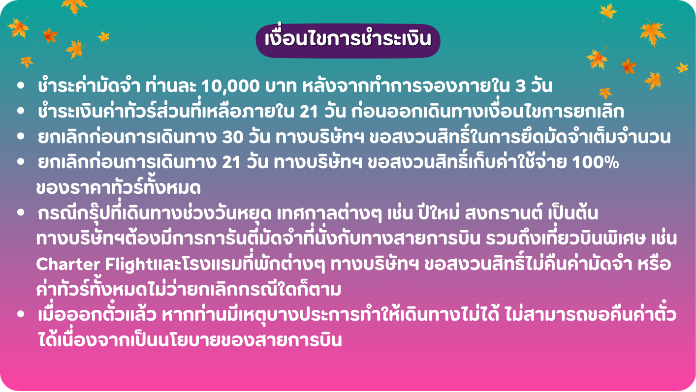 เงื่อนไขการชำระเงิน
• ชำระค่ามัดจำ ท่านละ 10,000 บาท หลังจากทำการจองภายใน 3 วัน
• ชำระเงินค่าทัวร์ส่วนที่เหลือภายใน 21 วัน ก่อนออกเดินทางเงื่อนไขการยกเลิก
• ยกเลิกก่อนการเดินทาง 30 วัน ทางบริษัทฯ ขอสงวนสิทธิ์ในการยึดมัดจำเต็มจำนวน
• ยกเลิกก่อนการเดินทาง 21 วัน ทางบริษัทฯ ขอสงวนสิทธิ์เก็บค่าใช้จ่าย 100%
ของราคาทัวร์ทั้งหมด
• กรณีกรุ๊ปที่เดินทางช่วงวันหยุด เทศกาลต่างๆ เช่น ปีใหม่ สงกรานต์ เป็นต้น
ทางบริษัทฯต้องมีการการันตีมัดจำที่นั่งกับทางสายการบิน รวมถึงเที่ยวบินพิเศษ เช่น
Charter Flightและโรงแรมที่พักต่างๆ ทางบริษัทฯ ขอสงวนสิทธิ์ไม่คืนค่ามัดจำ หรือ
ค่าทัวร์ทั้งหมดไม่ว่ายกเลิกกรณีใดก็ตาม
• เมื่อออกตั๋วแล้ว หากท่านมีเหตุบางประการทำให้เดินทางไม่ได้ ไม่สามารถขอคืนค่าตั๋ว
ได้เนื่องจากเป็นนโยบายของสายการบิน